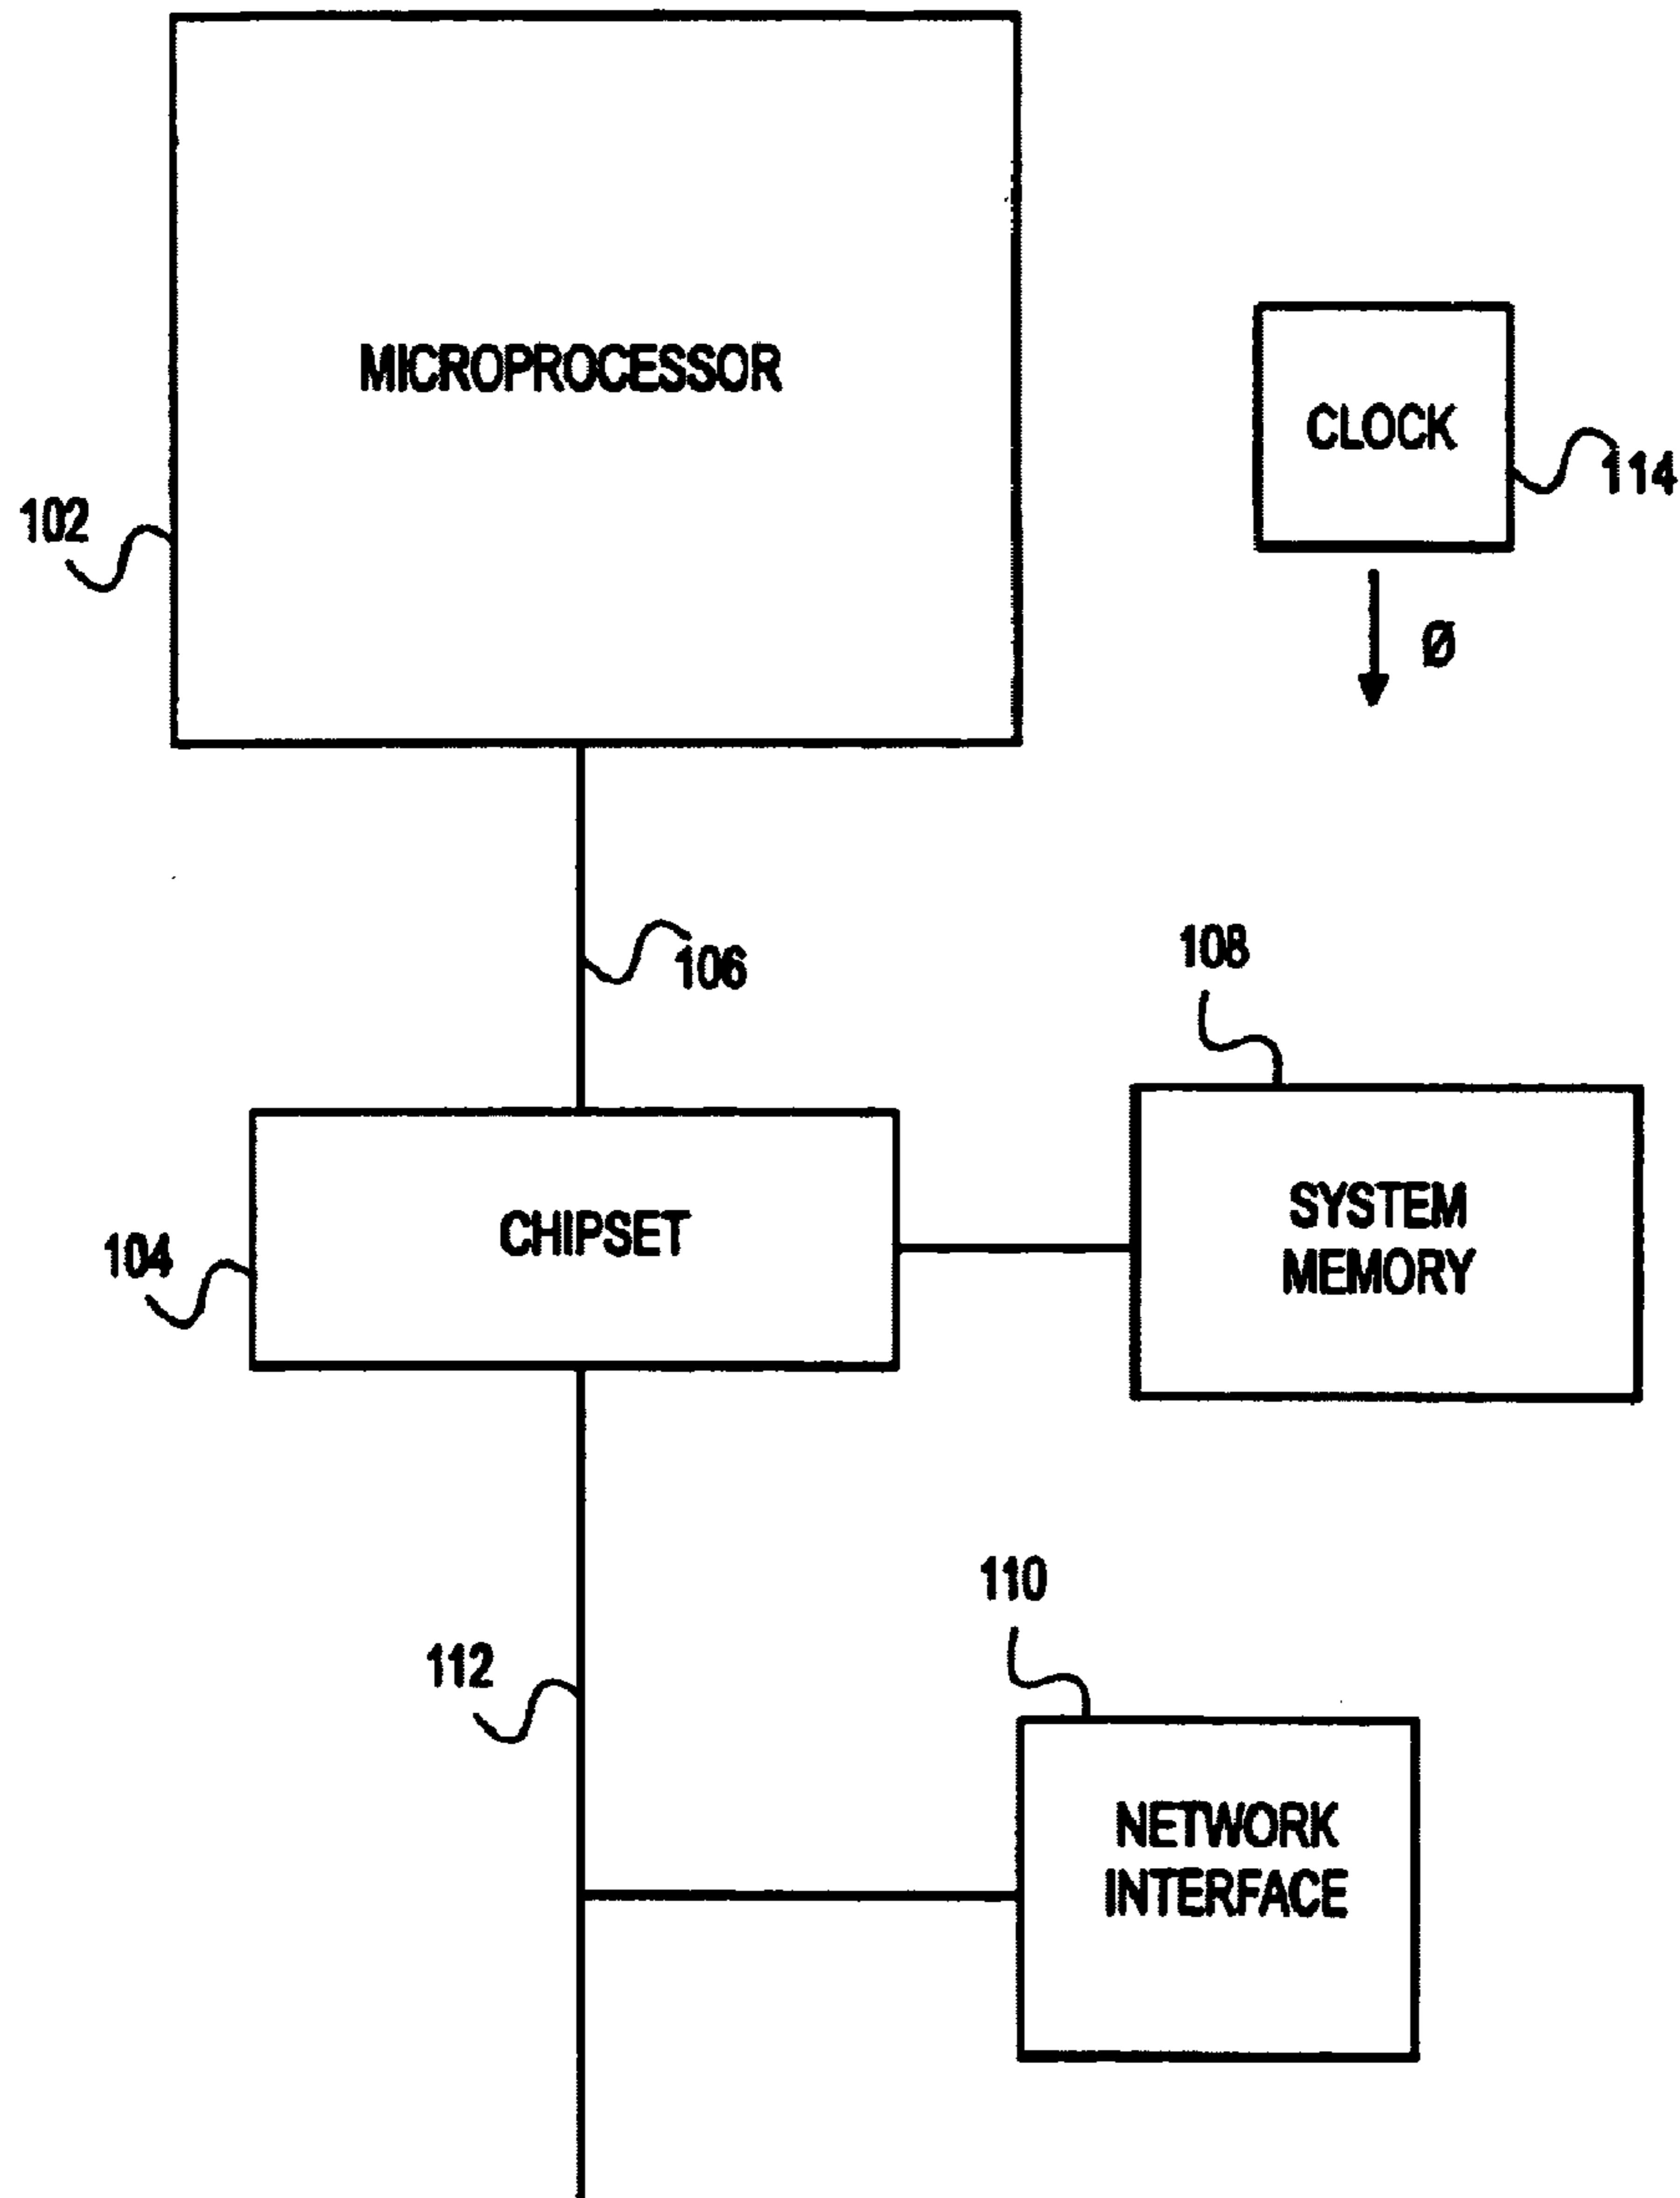 MICROPROCESSOR
CLOCK
114
102
Ø
106
108
CHIPSET
SYSTEM
MEMORY
104
110
112
NETWORK
INTERFACE